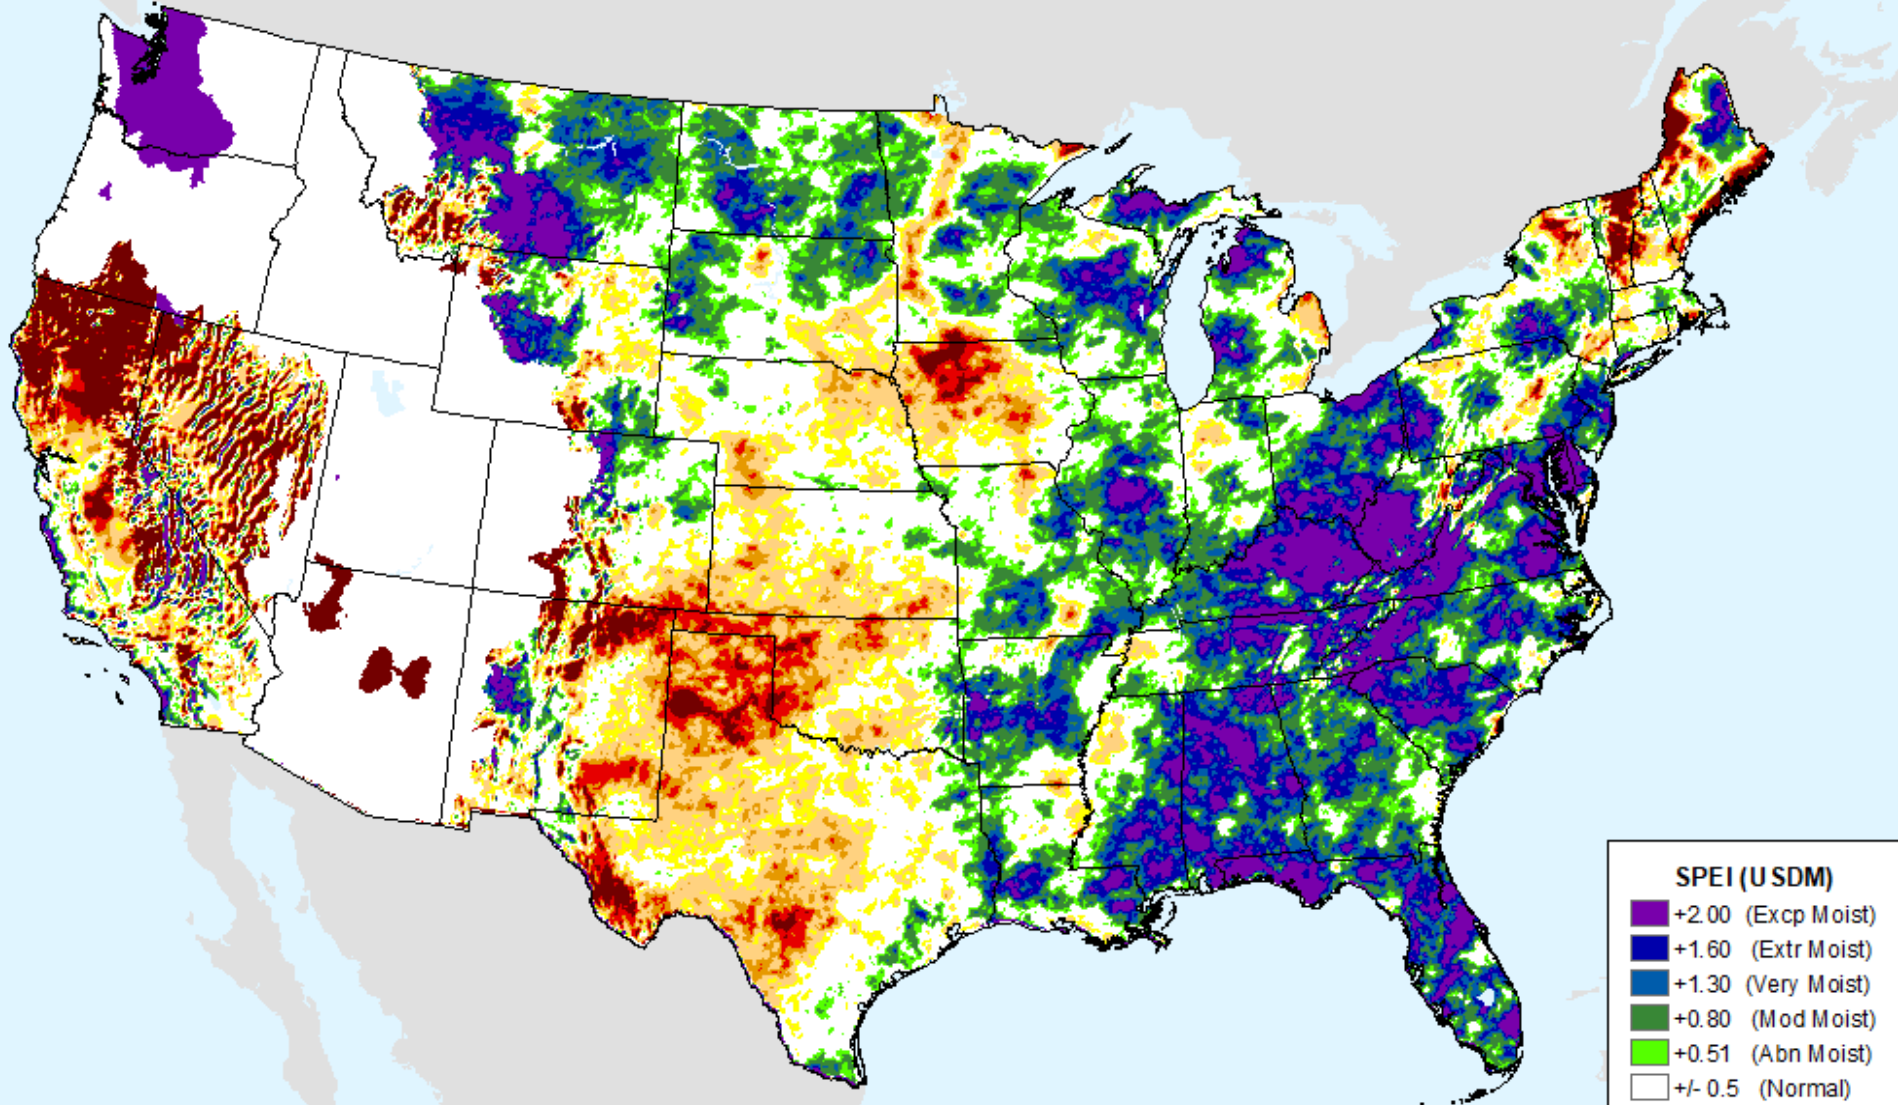 SPEI (USDM)
+2.00 (Excp Moist)
+1.60 (Extr Moist)
+1.30 (Very Moist)
+0.80 (Mod Moist)
+0.51 (Abn Moist)
+/- 0.5 (Normal)